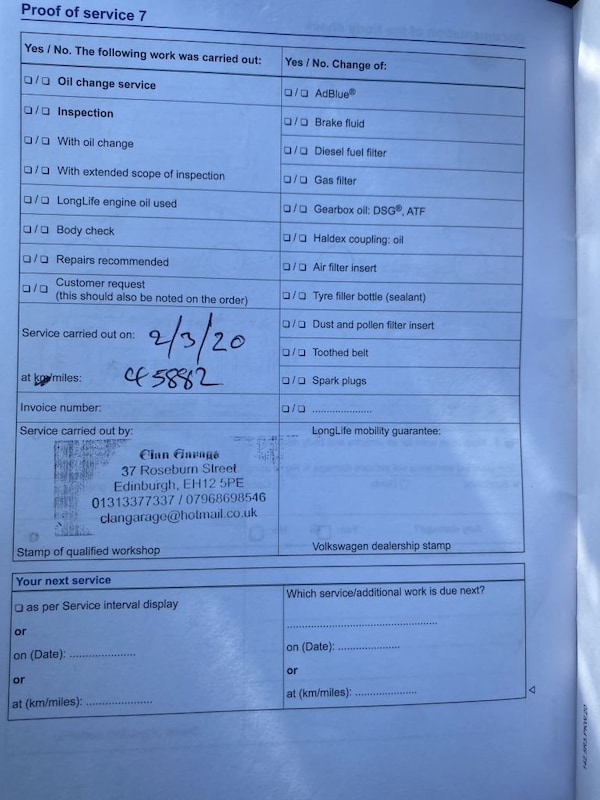 Proof of service 7
Yes / No. The following work was carried out:
❑ / ❑ Oil change service
❑ / ❑ Inspection
❑ / ❑ With oil change
❑ / ❑ With extended scope of inspection
❑ / ❑ LongLife engine oil used
❑ / ❑ Body check
❑ / ❑ Repairs recommended
❑ / ❑ Customer request
(this should also be noted on the order)
Service carried out on: 2/3/20
at km/miles: 45882
Invoice number:
Service carried out by:
Clan Garage
37 Roseburn Street
Edinburgh, EH12 5PE
01313377337 / 07968698546
clangarage@hotmail.co.uk
Stamp of qualified workshop
Yes / No. Change of:
❑ / ❑ AdBlue®
❑ / ❑ Brake fluid
❑ / ❑ Diesel fuel filter
❑ / ❑ Gas filter
❑ / ❑ Gearbox oil: DSG®, ATF
❑ / ❑ Haldex coupling: oil
❑ / ❑ Air filter insert
❑ / ❑ Tyre filler bottle (sealant)
❑ / ❑ Dust and pollen filter insert
❑ / ❑ Toothed belt
❑ / ❑ Spark plugs
❑ / ❑ ....................
LongLife mobility guarantee:
Volkswagen dealership stamp
Your next service
❑ as per Service interval display
or
on (Date): ....................
or
at (km/miles): ....................
Which service/additional work is due next?
..................................................
on (Date): ....................
or
at (km/miles): ....................